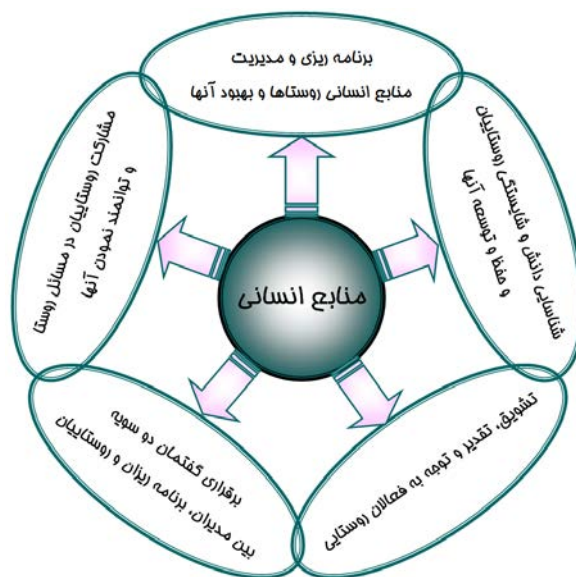 برنامه ریزی و مدیریت
منابع انسانی روستاها و بهبود آنها
شناسایی دانش و شایستگی روستاییان
و حفظ و توسعه آنها
تشویق، تقدیر و توجه به فعالان روستایی
برقراری گفتمان دو سویه
بین مدیران، برنامه ریزان و روستاییان
مشارکت روستاییان در مسائل روستا
و توانمند نمودن آنها
منابع انسانی